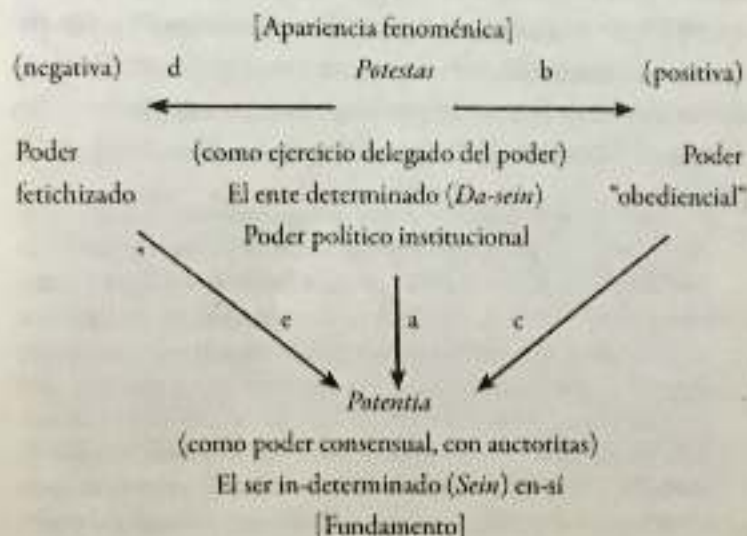 [Apariencia fenoménica]
(negativa) d Potestas b (positiva)
Poder (como ejercicio delegado del poder) Poder
fetichizado El ente determinado (Da-sein) "obediencial"
Poder político institucional
e a c
Potentia
(como poder consensual, con auctoritas)
El ser in-determinado (Sein) en-sí
[Fundamento]